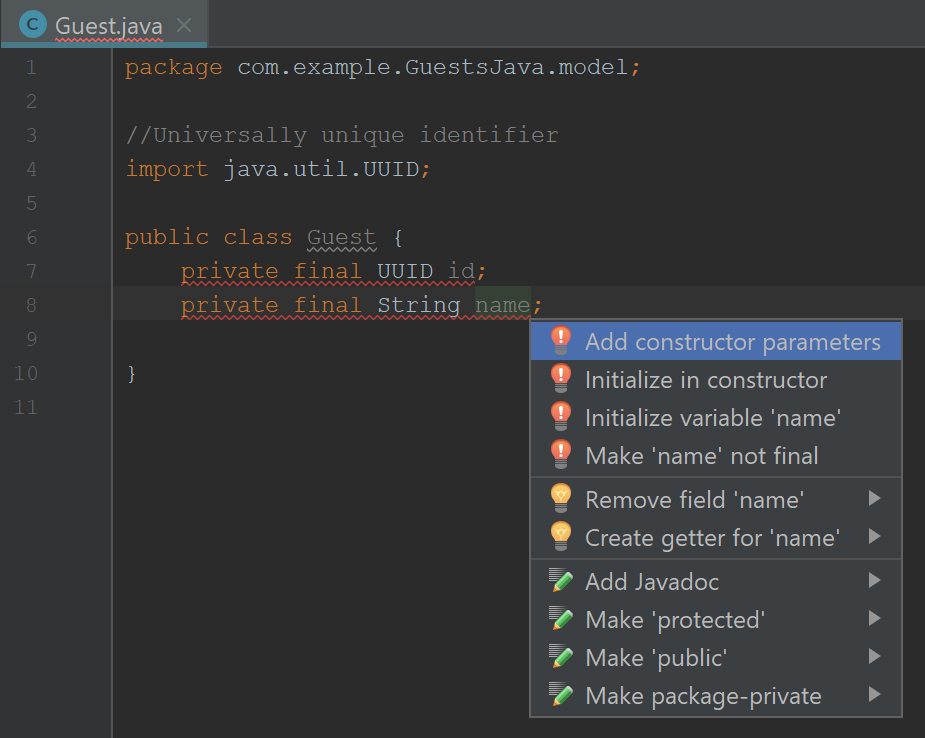 C Guest.java
1 package com.example.GuestsJava.model;
2
3 //Universally unique identifier
4 import java.util.UUID;
5
6 public class Guest {
7 private final UUID id;
8 private final String name;
9
10 }
11
Add constructor parameters
Initialize in constructor
Initialize variable 'name'
Make 'name' not final
Remove field 'name'
Create getter for 'name'
Add Javadoc
Make 'protected'
Make 'public'
Make package-private